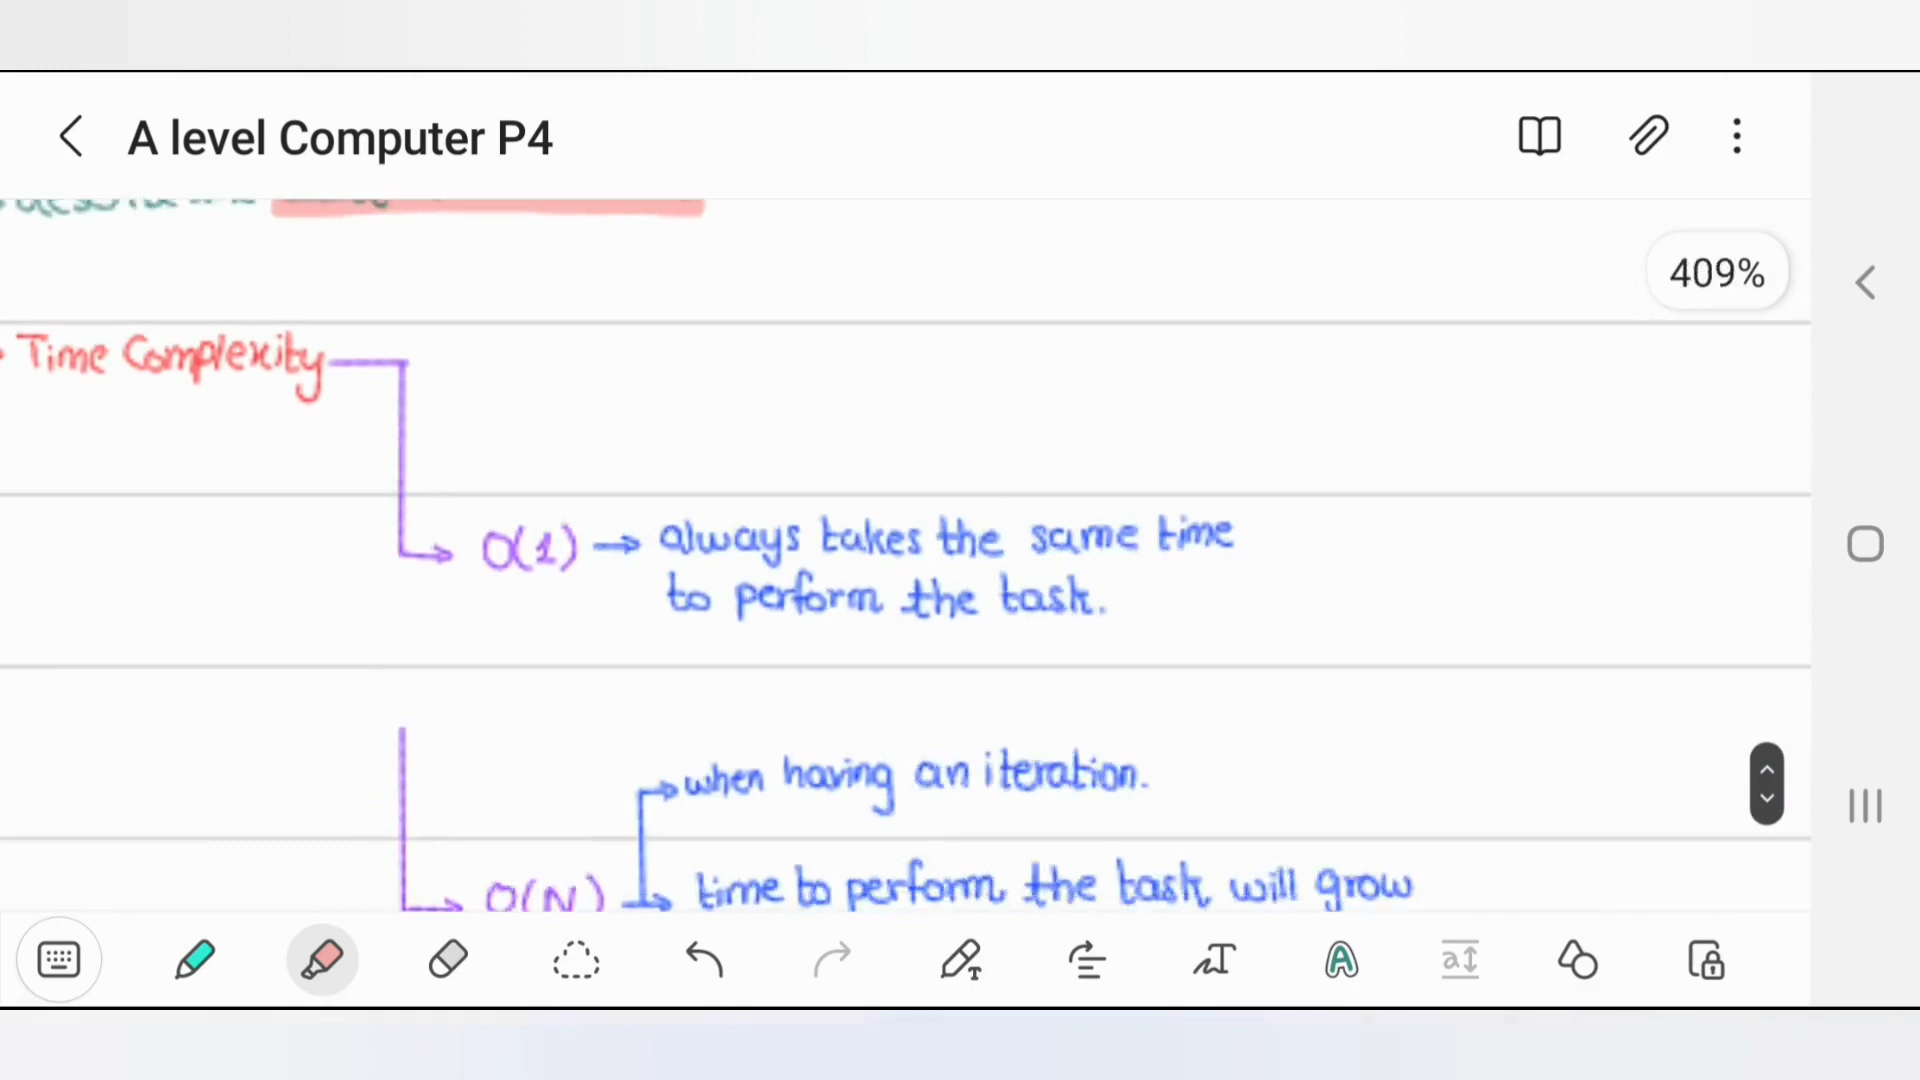 A level Computer P4
409%
Time Complexity
O(1) → always takes the same time
to perform the task.
when having an iteration.
O(N) → time to perform the task will grow